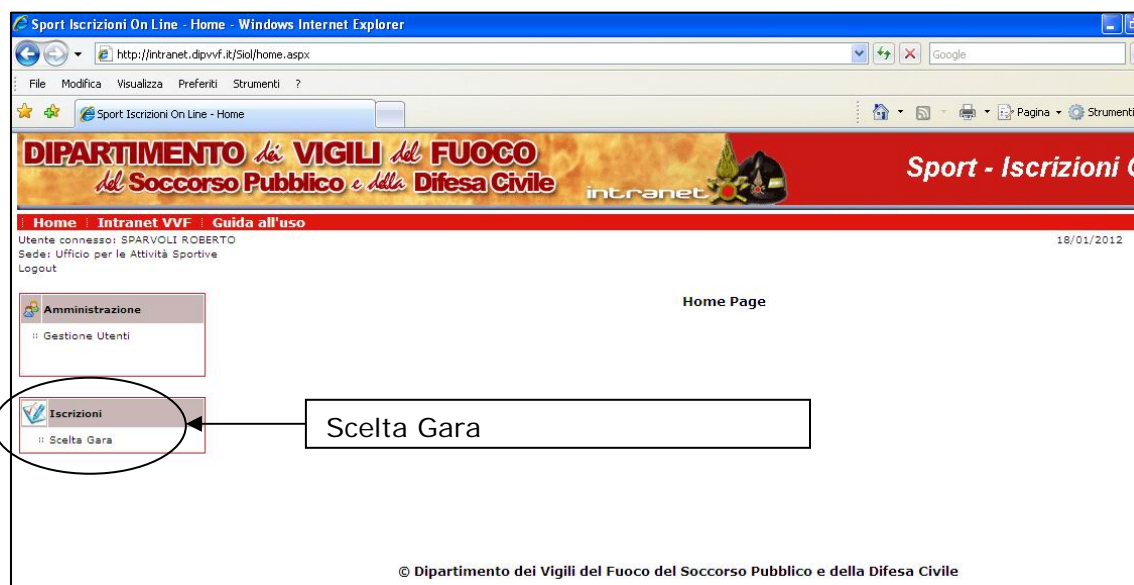 Sport Iscrizioni On Line - Home - Windows Internet Explorer
http://intranet.dipvvf.it/Siol/home.aspx
Google
File Modifica Visualizza Preferiti Strumenti ?
Sport Iscrizioni On Line - Home
Pagina Strumenti
DIPARTIMENTO dei VIGILI del FUOCO
del Soccorso Pubblico e della Difesa Civile
intranet
Sport - Iscrizioni
Home Intranet VVF Guida all'uso
Utente connesso: SPARVOLI ROBERTO
18/01/2012
Sede: Ufficio per le Attività Sportive
Logout
Home Page
Amministrazione
Gestione Utenti
Iscrizioni
Scelta Gara
Scelta Gara
© Dipartimento dei Vigili del Fuoco del Soccorso Pubblico e della Difesa Civile